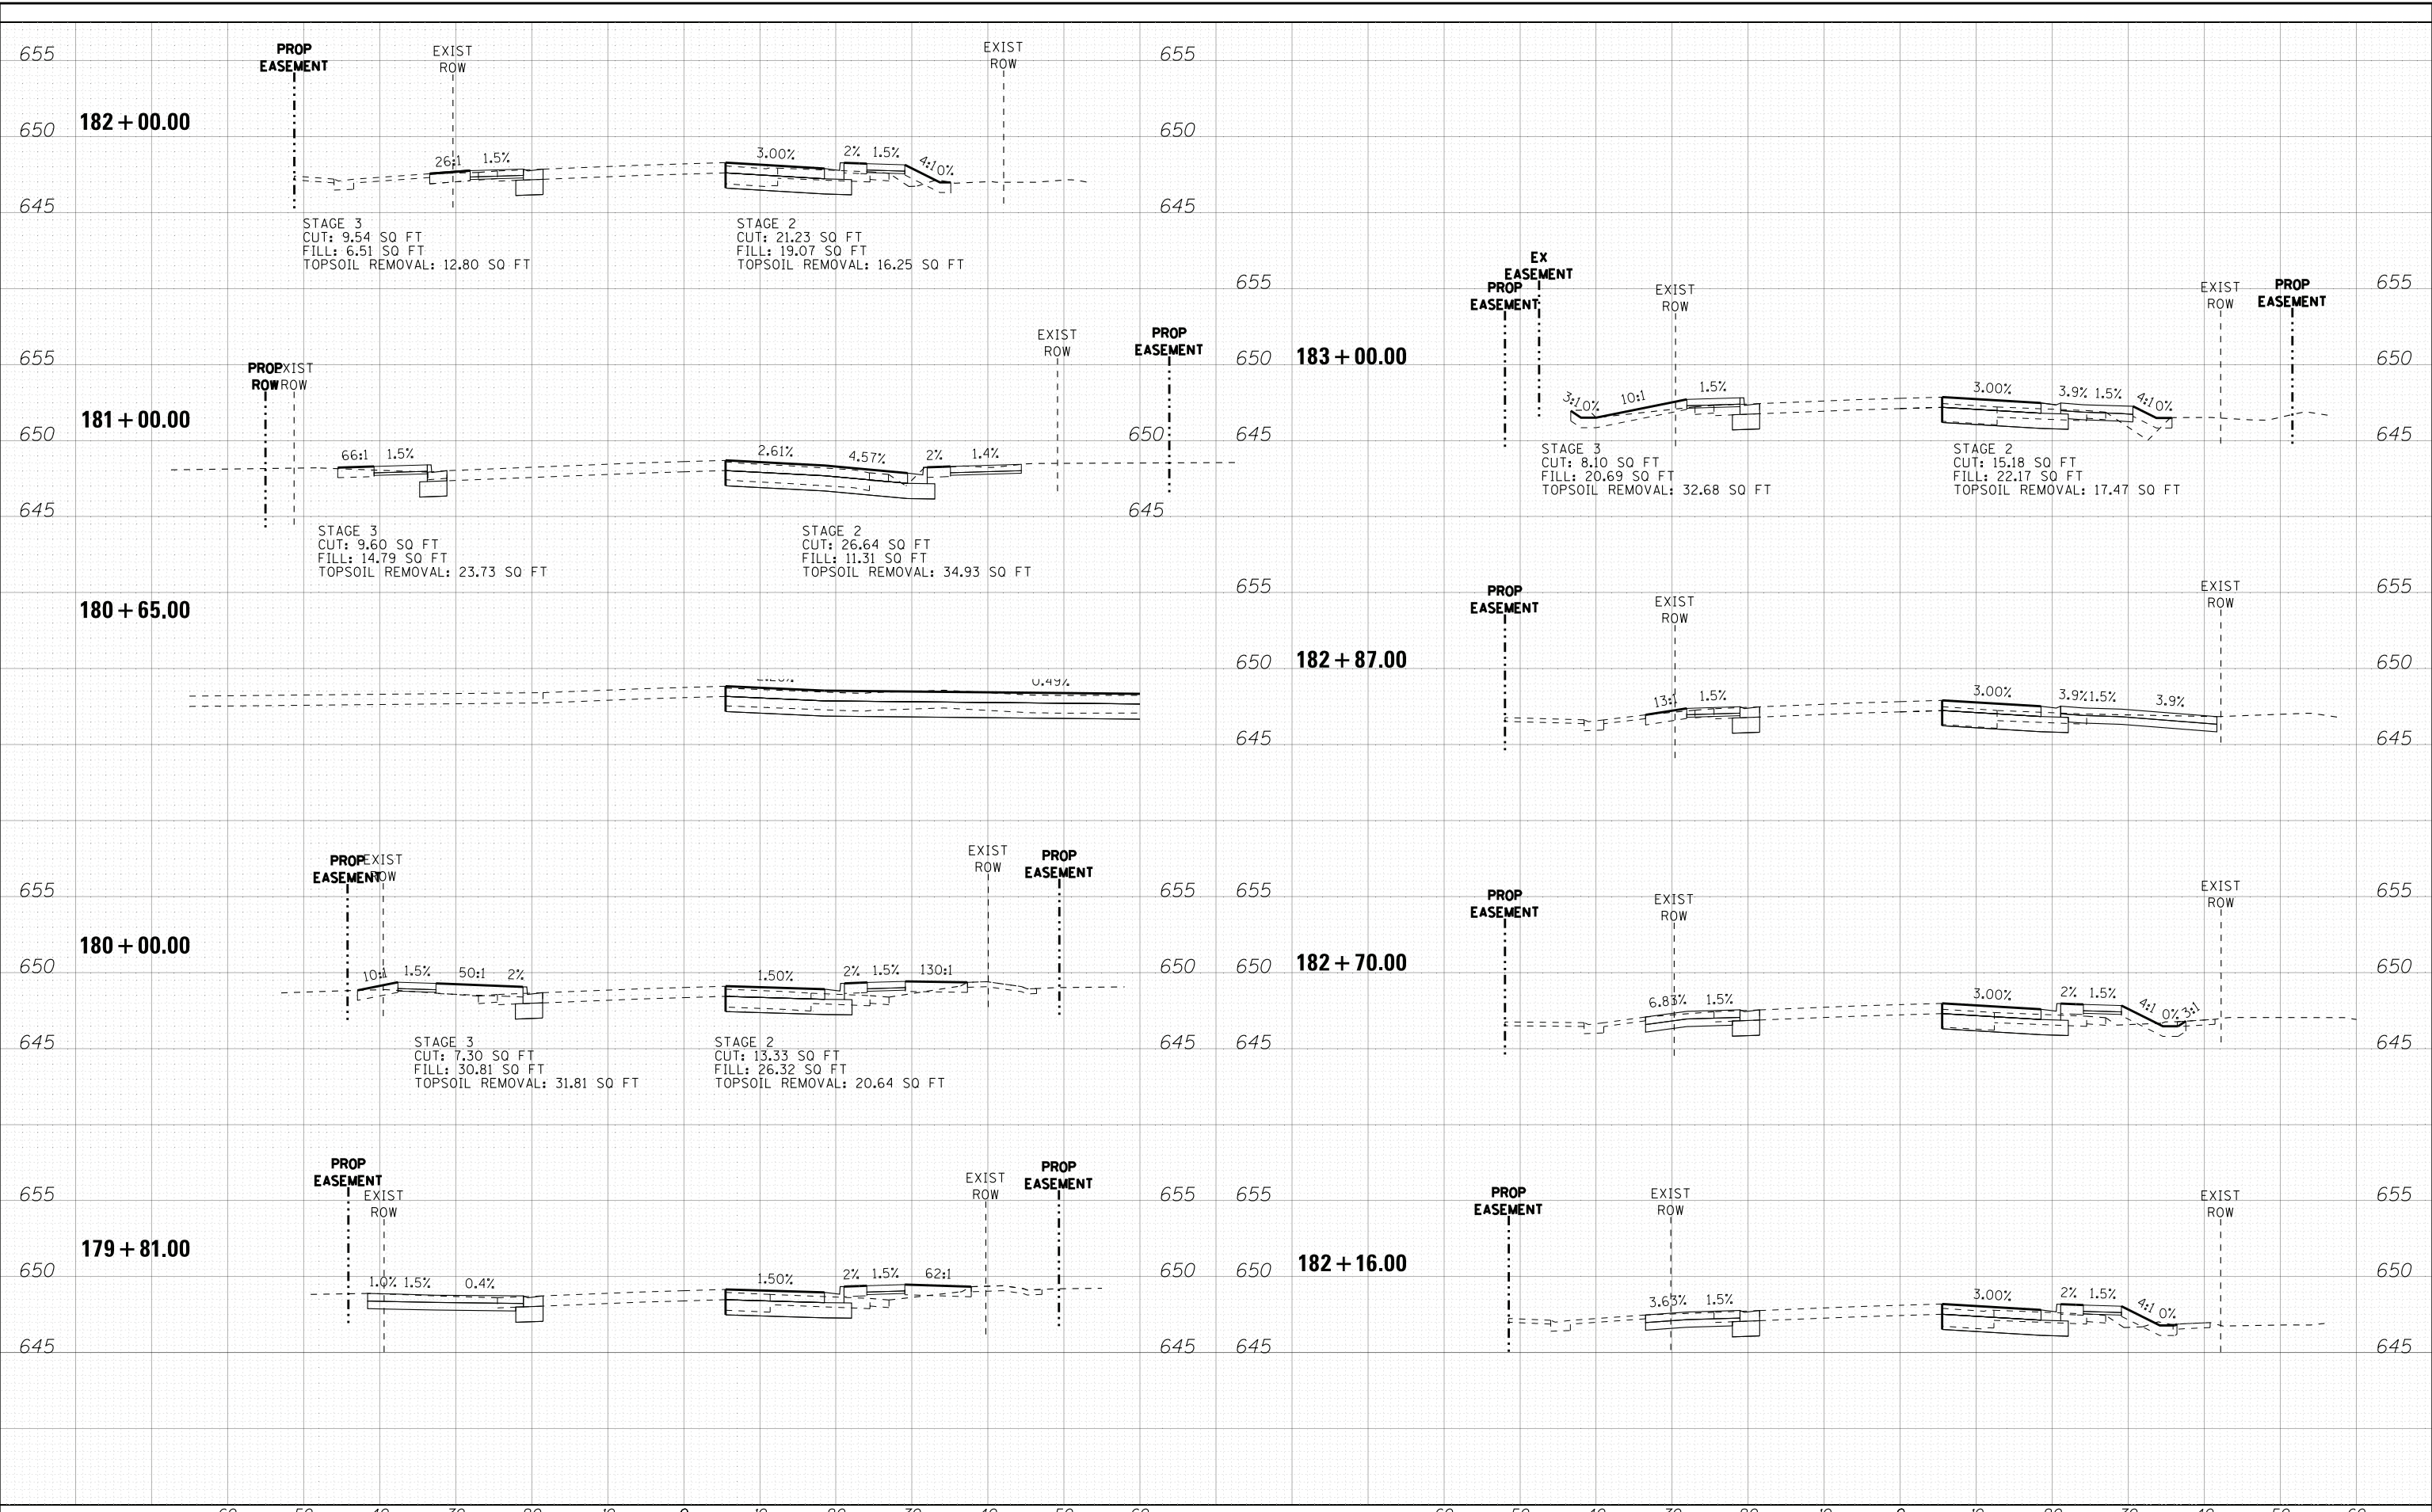 655
PROP
EASEMENT
EXIST
ROW
EXIST
ROW
655
650
182+00.00
26:1
1.5%
3.00%
2%
1.5%
4:1
0%
650
645
645
STAGE 3
CUT: 9.54 SQ FT
FILL: 6.51 SQ FT
TOPSOIL REMOVAL: 12.80 SQ FT
STAGE 2
CUT: 21.23 SQ FT
FILL: 19.07 SQ FT
TOPSOIL REMOVAL: 16.25 SQ FT
655
PROP
ROW
EXIST
ROW
EXIST
ROW
PROP
EASEMENT
181+00.00
650
66:1
1.5%
2.61%
4.57%
2%
1.4%
650
645
645
STAGE 3
CUT: 9.60 SQ FT
FILL: 14.79 SQ FT
TOPSOIL REMOVAL: 23.73 SQ FT
STAGE 2
CUT: 26.64 SQ FT
FILL: 11.31 SQ FT
TOPSOIL REMOVAL: 34.93 SQ FT
180+65.00
0.49%
PROP
EASEMENT
EXIST
ROW
EXIST
ROW
PROP
EASEMENT
655
655
180+00.00
650
10:1
1.5%
50:1
2%
1.50%
2%
1.5%
130:1
650
645
645
STAGE 3
CUT: 7.30 SQ FT
FILL: 30.81 SQ FT
TOPSOIL REMOVAL: 31.81 SQ FT
STAGE 2
CUT: 13.33 SQ FT
FILL: 26.32 SQ FT
TOPSOIL REMOVAL: 20.64 SQ FT
PROP
EASEMENT
EXIST
ROW
EXIST
ROW
PROP
EASEMENT
655
655
179+81.00
650
1.0%
1.5%
0.4%
1.50%
2%
1.5%
62:1
650
645
645
EX
EASEMENT
PROP
EASEMENT
EXIST
ROW
EXIST
ROW
PROP
EASEMENT
655
655
650
183+00.00
650
3:1
0%
10:1
1.5%
3.00%
3.9%
1.5%
4:1
0%
645
645
STAGE 3
CUT: 8.10 SQ FT
FILL: 20.69 SQ FT
TOPSOIL REMOVAL: 32.68 SQ FT
STAGE 2
CUT: 15.18 SQ FT
FILL: 22.17 SQ FT
TOPSOIL REMOVAL: 17.47 SQ FT
655
PROP
EASEMENT
EXIST
ROW
EXIST
ROW
655
650
182+87.00
650
13:1
1.5%
3.00%
3.9%
1.5%
3.9%
645
645
655
PROP
EASEMENT
EXIST
ROW
EXIST
ROW
655
650
182+70.00
650
6.83%
1.5%
3.00%
2%
1.5%
4:1
0%
3:1
645
645
655
PROP
EASEMENT
EXIST
ROW
EXIST
ROW
655
650
182+16.00
650
3.63%
1.5%
3.00%
2%
1.5%
4:1
0%
645
645